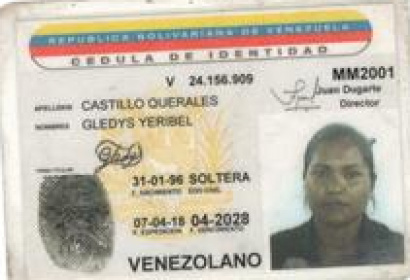 REPUBLICA BOLIVARIANA DE VENEZUELA
CEDULA DE IDENTIDAD
V 24.156.909
MM2001
Juan Dugarte
Director
APELLIDOS CASTILLO QUERALES
NOMBRES GLEDYS YERIBEL
Gledys
31-01-96 SOLTERA
F. NACIMIENTO EDO CIVIL
07-04-18 04-2028
F. EXPEDICION F. VENCIMIENTO
VENEZOLANO